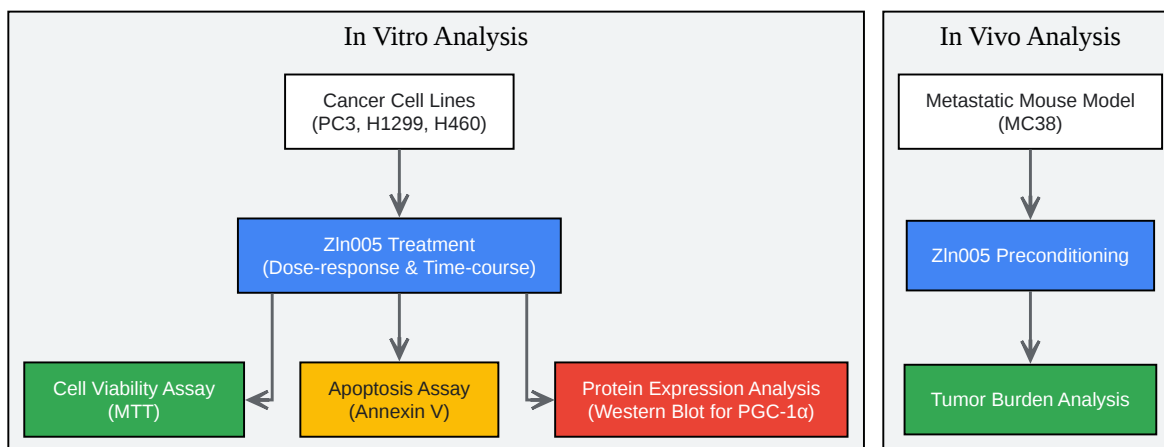 In Vitro Analysis
Cancer Cell Lines
(PC3, H1299, H460)
Zln005 Treatment
(Dose-response & Time-course)
Cell Viability Assay
(MTT)
Apoptosis Assay
(Annexin V)
Protein Expression Analysis
(Western Blot for PGC-1α)
In Vivo Analysis
Metastatic Mouse Model
(MC38)
Zln005 Preconditioning
Tumor Burden Analysis